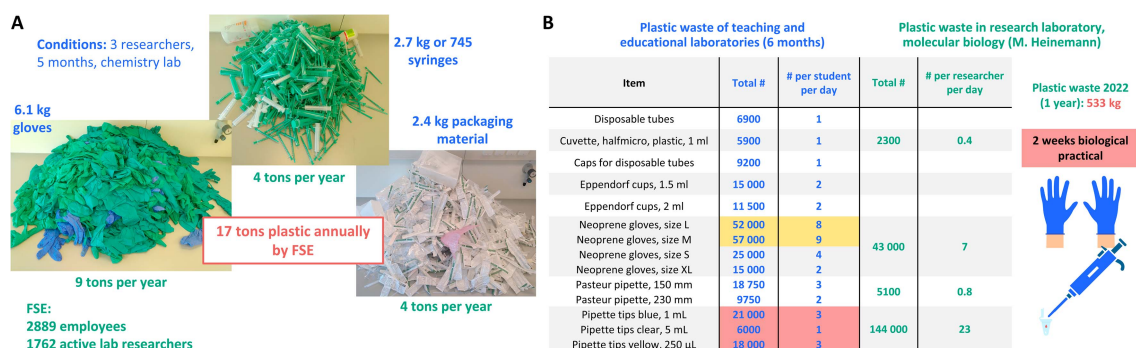 A
Conditions: 3 researchers,
5 months, chemistry lab
2.7 kg or 745
syringes
6.1 kg
gloves
2.4 kg packaging
material
4 tons per year
17 tons plastic annually
by FSE
9 tons per year
4 tons per year
FSE:
2889 employees
1762 active lab researchers
B
Plastic waste of teaching and
educational laboratories (6 months)
Plastic waste in research laboratory,
molecular biology (M. Heinemann)
Item Total # # per student per day Total # # per researcher per day
Disposable tubes 6900 1
Cuvette, halfmicro, plastic, 1 ml 5900 1 2300 0.4
Caps for disposable tubes 9200 1
Eppendorf cups, 1.5 ml 15 000 2
Eppendorf cups, 2 ml 11 500 2
Neoprene gloves, size L 52 000 8
Neoprene gloves, size M 57 000 9
43 000 7
Neoprene gloves, size S 25 000 4
Neoprene gloves, size XL 15 000 2
Pasteur pipette, 150 mm 18 750 3
5100 0.8
Pasteur pipette, 230 mm 9750 2
Pipette tips blue, 1 mL 21 000 3
Pipette tips clear, 5 mL 6000 1 144 000 23
Pipette tips yellow, 250 µL 18 000 3
Plastic waste 2022
(1 year): 533 kg
2 weeks biological
practical